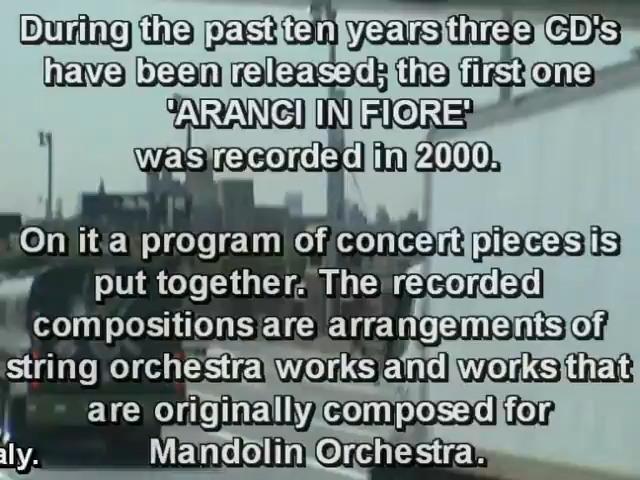 During the past ten years three CD's
have been released; the first one
'ARANCI IN FIORE'
was recorded in 2000.
On it a program of concert pieces is
put together. The recorded
compositions are arrangements of
string orchestra works and works that
are originally composed for
Mandolin Orchestra.
aly.